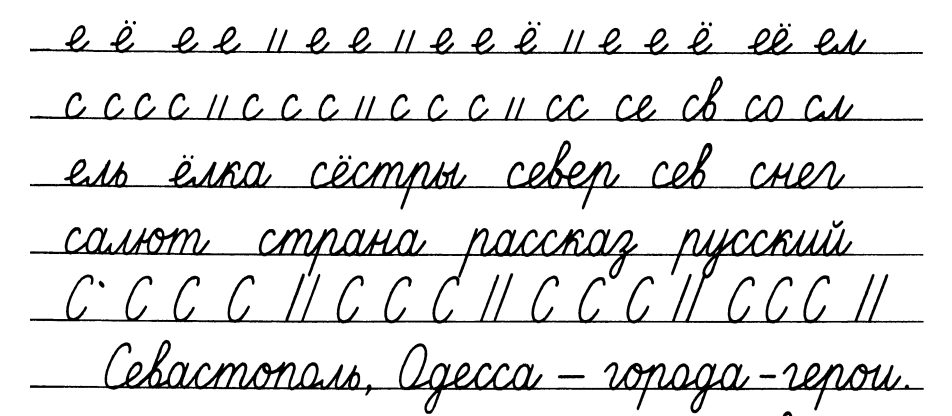 е ё е е // е е // е е ё // е е ё её ел
с с с с // с с с // с с с // сс се св со сл
ель ёлка сёстры север сев снег
салют страна рассказ русский
С С С С // С С С // С С С // С С С //
Севастополь, Одесса – города-герои.